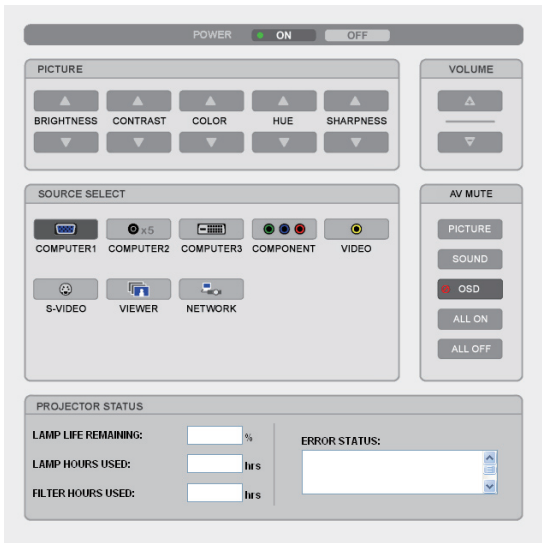 POWER ON OFF
PICTURE
BRIGHTNESS CONTRAST COLOR HUE SHARPNESS
VOLUME
SOURCE SELECT
x5
COMPUTER1 COMPUTER2 COMPUTER3 COMPONENT VIDEO
S-VIDEO VIEWER NETWORK
AV MUTE
PICTURE
SOUND
OSD
ALL ON
ALL OFF
PROJECTOR STATUS
LAMP LIFE REMAINING: %
LAMP HOURS USED: hrs
FILTER HOURS USED: hrs
ERROR STATUS: